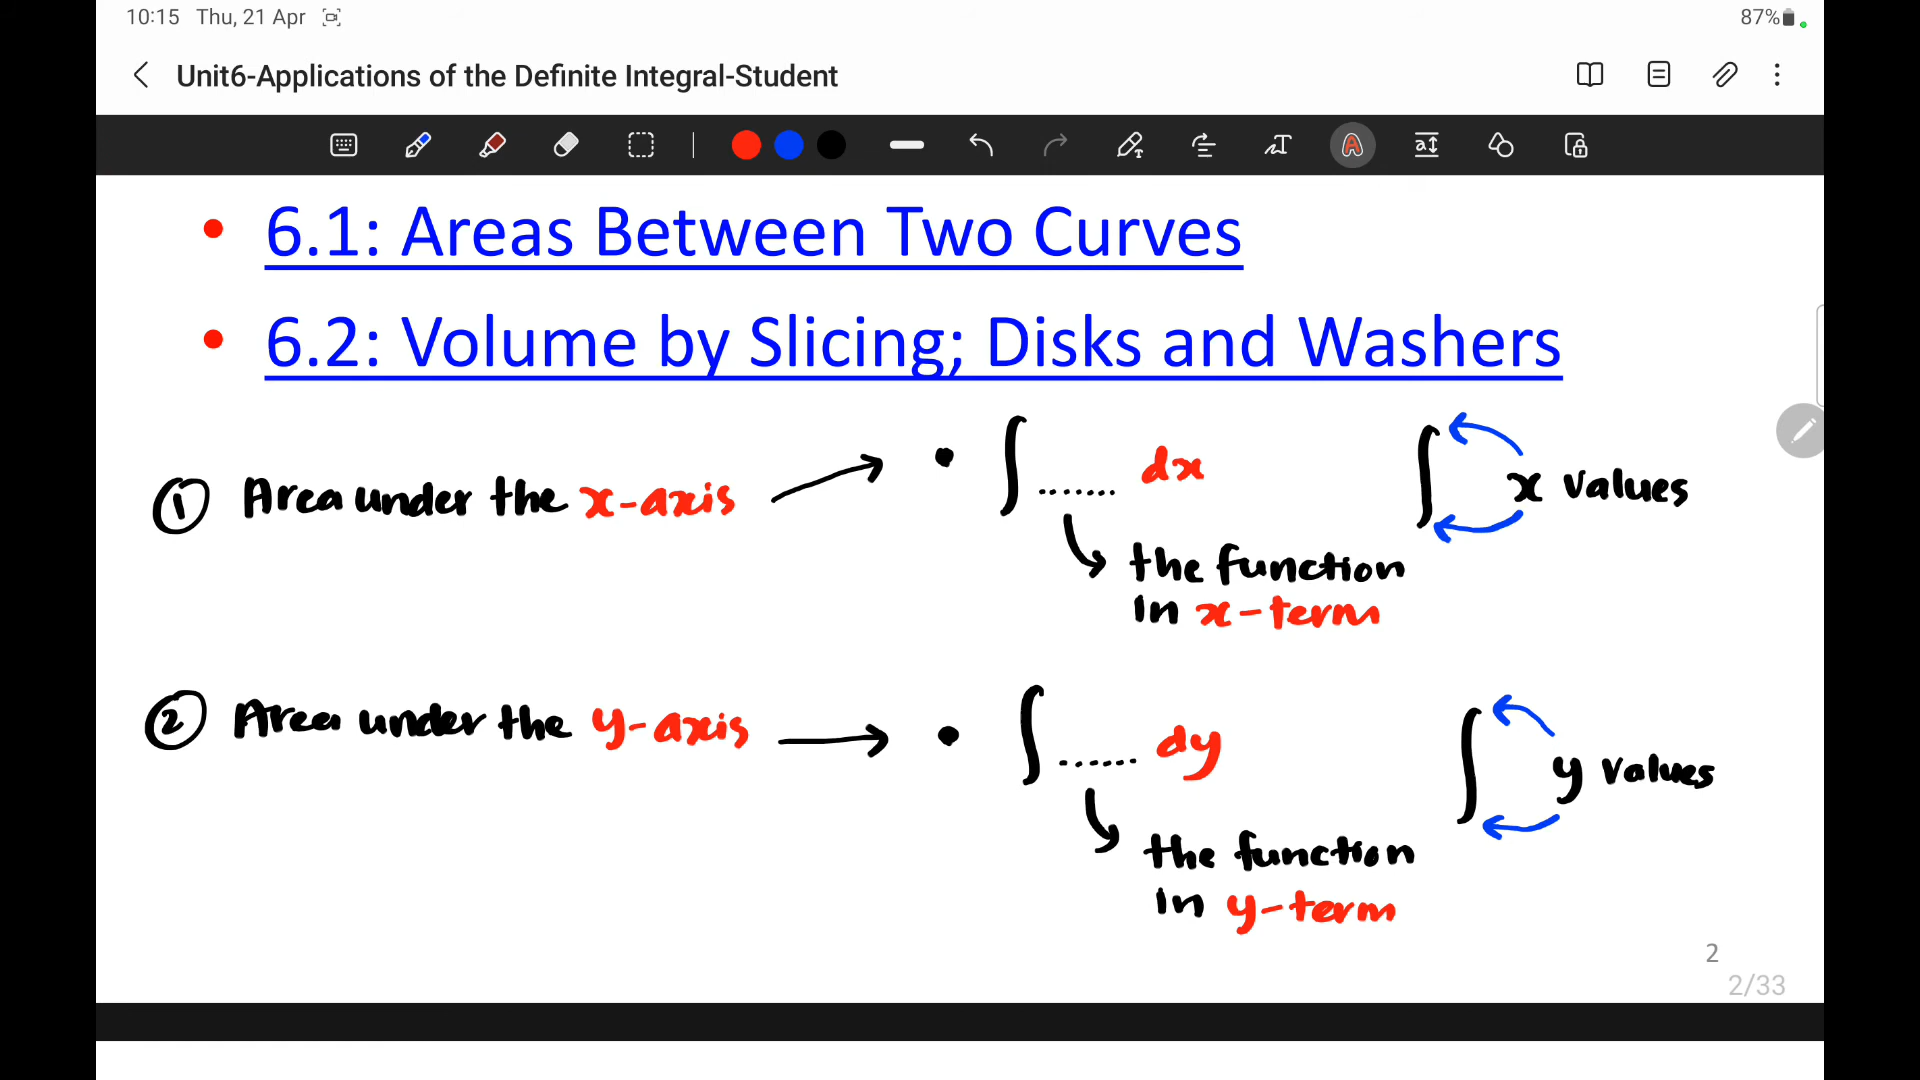 10:15 Thu, 21 Apr
87%
Unit6-Applications of the Definite Integral-Student
• 6.1: Areas Between Two Curves
• 6.2: Volume by Slicing; Disks and Washers
① Area under the x-axis → • ∫ ....... dx ∫ x values
the function
in x-term
② Area under the y-axis → • ∫ ....... dy ∫ y values
the function
in y-term
2
2/33